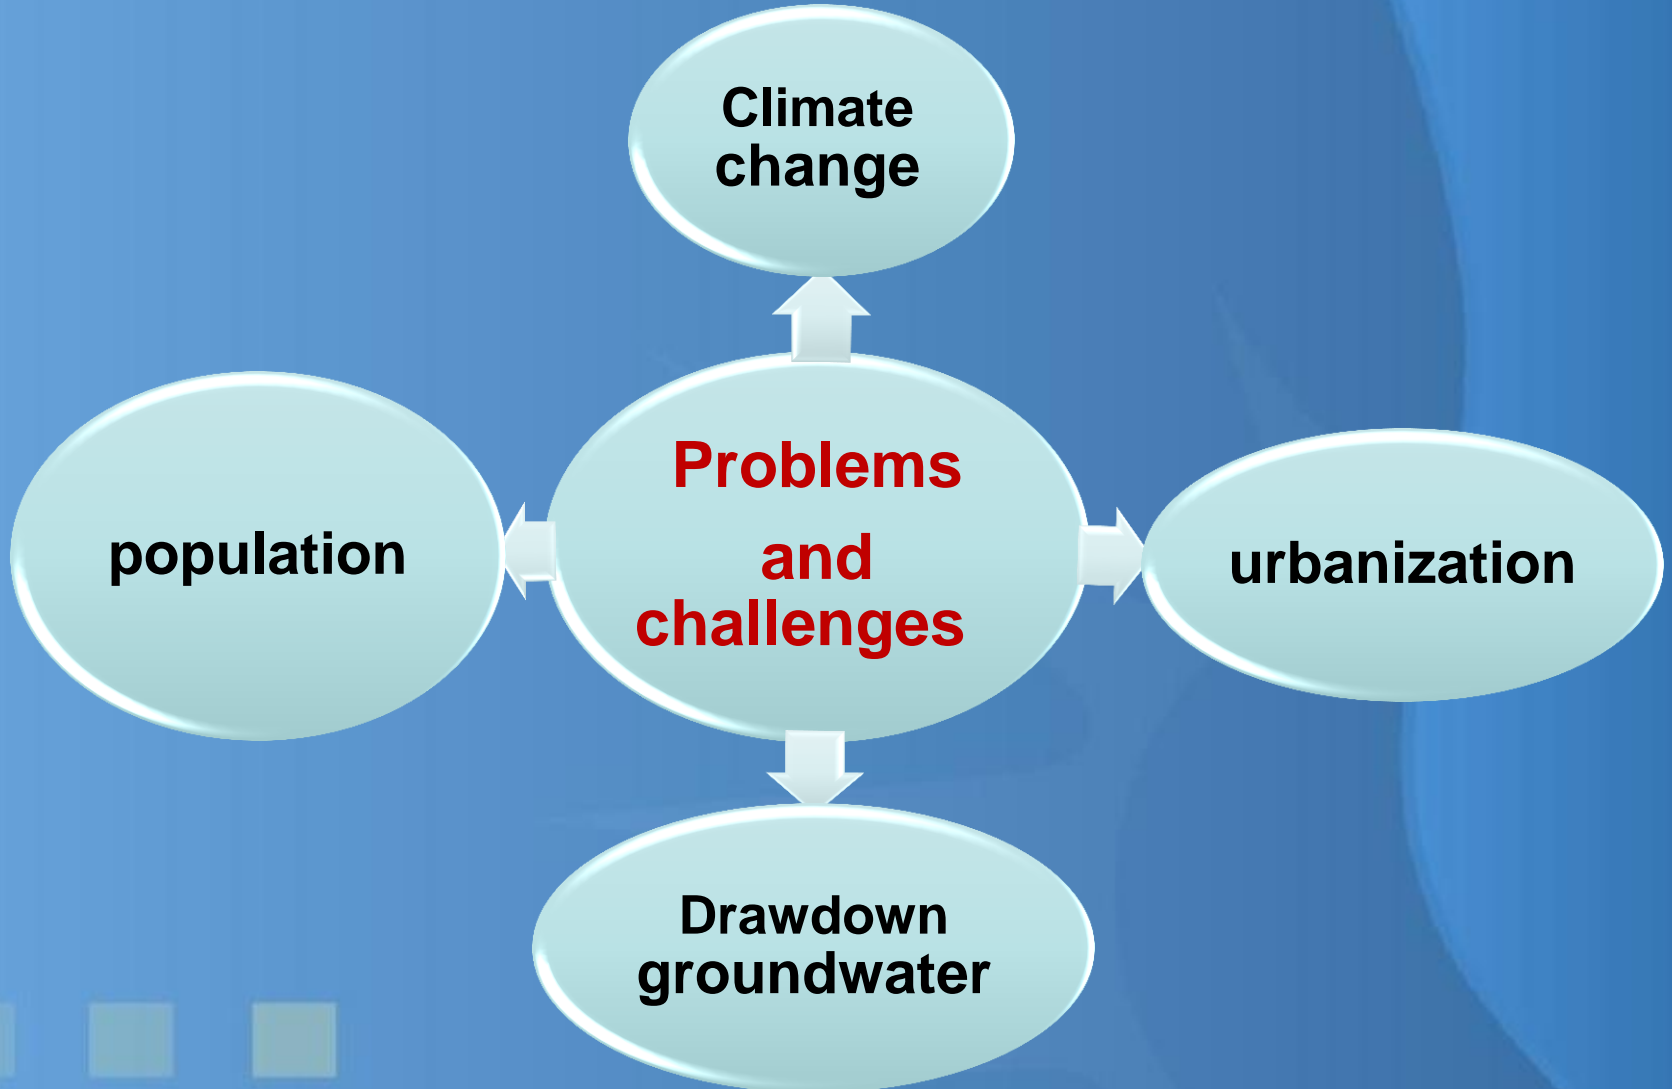 Climate
change
Problems
and
challenges
population
urbanization
Drawdown
groundwater